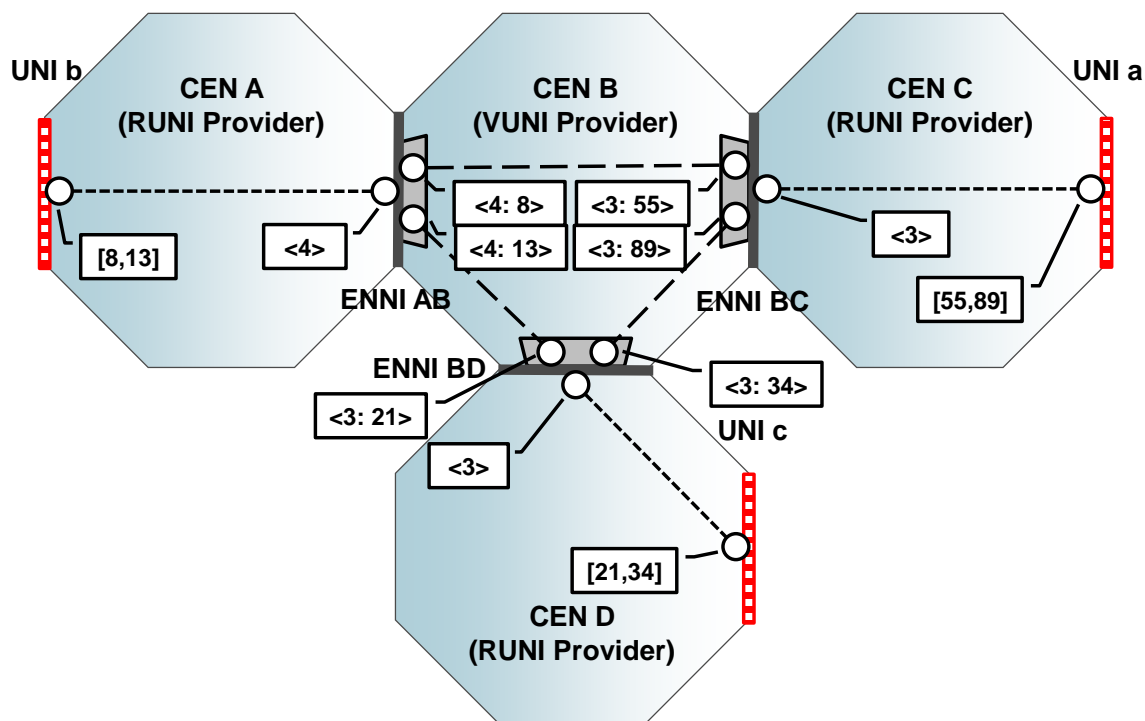 UNI b
CEN A
(RUNI Provider)
CEN B
(VUNI Provider)
CEN C
(RUNI Provider)
UNI a
<4: 8>
<3: 55>
[8,13]
<4>
<4: 13>
<3: 89>
<3>
[55,89]
ENNI AB
ENNI BC
ENNI BD
<3: 21>
<3: 34>
<3>
UNI c
[21,34]
CEN D
(RUNI Provider)